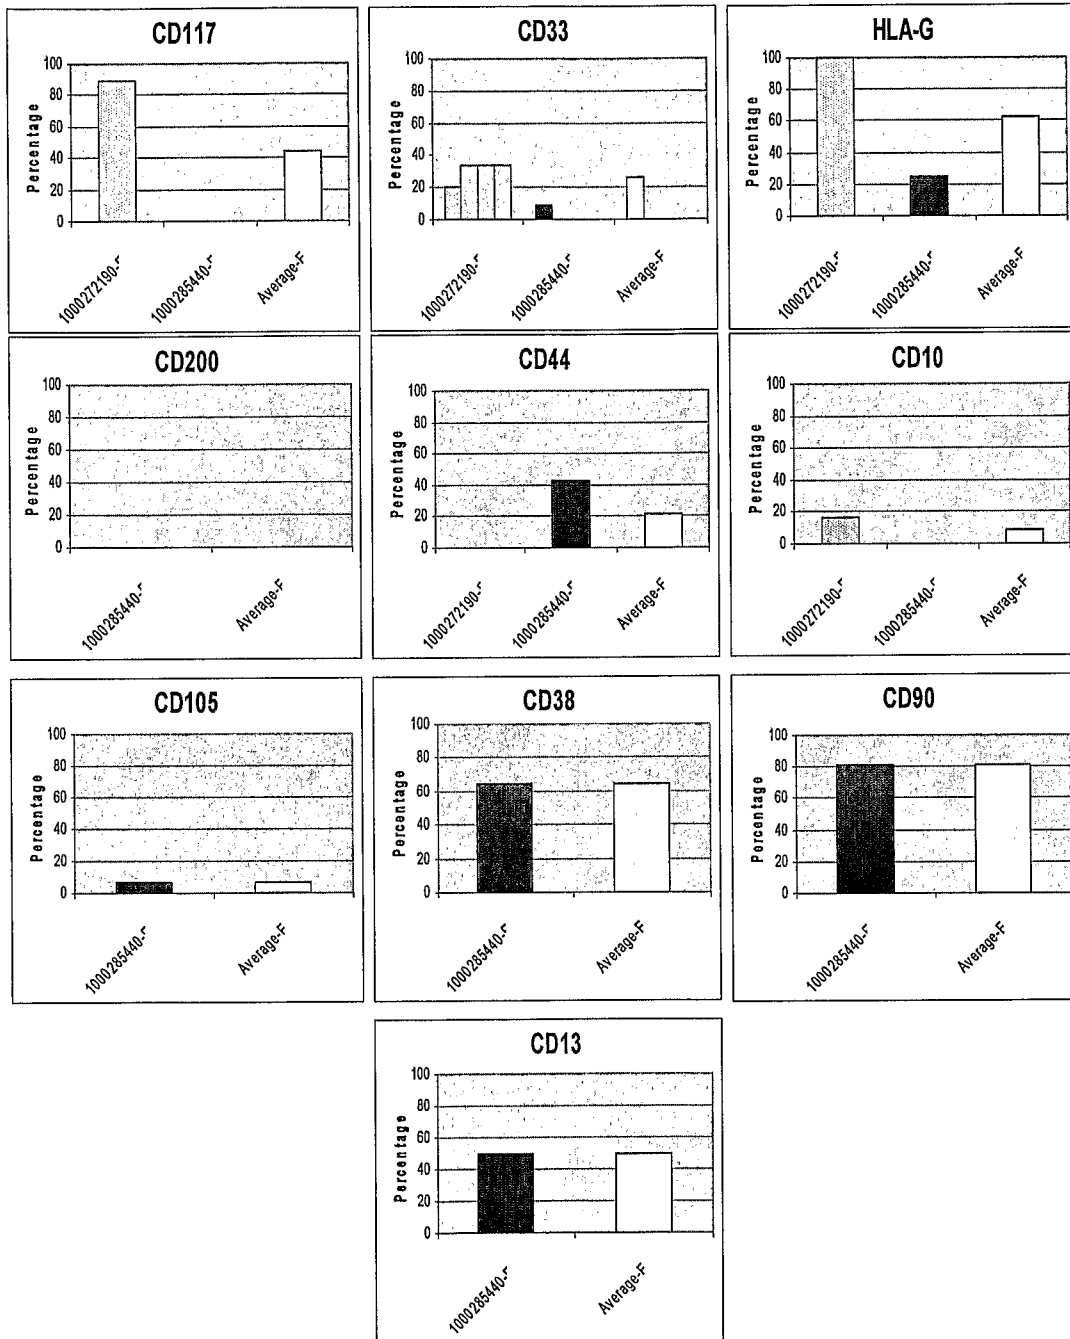 CD117
Percentage
100
80
60
40
20
0
1000272190-F
1000285440-F
Average-F
CD33
Percentage
100
80
60
40
20
0
1000272190-F
1000285440-F
Average-F
HLA-G
Percentage
100
80
60
40
20
0
1000272190-F
1000285440-F
Average-F
CD200
Percentage
100
80
60
40
20
0
1000285440-F
Average-F
CD44
Percentage
100
80
60
40
20
0
1000272190-F
1000285440-F
Average-F
CD10
Percentage
100
80
60
40
20
0
1000272190-F
1000285440-F
Average-F
CD105
Percentage
100
80
60
40
20
0
1000285440-F
Average-F
CD38
Percentage
100
80
60
40
20
0
1000285440-F
Average-F
CD90
Percentage
100
80
60
40
20
0
1000285440-F
Average-F
CD13
Percentage
100
80
60
40
20
0
1000285440-F
Average-F